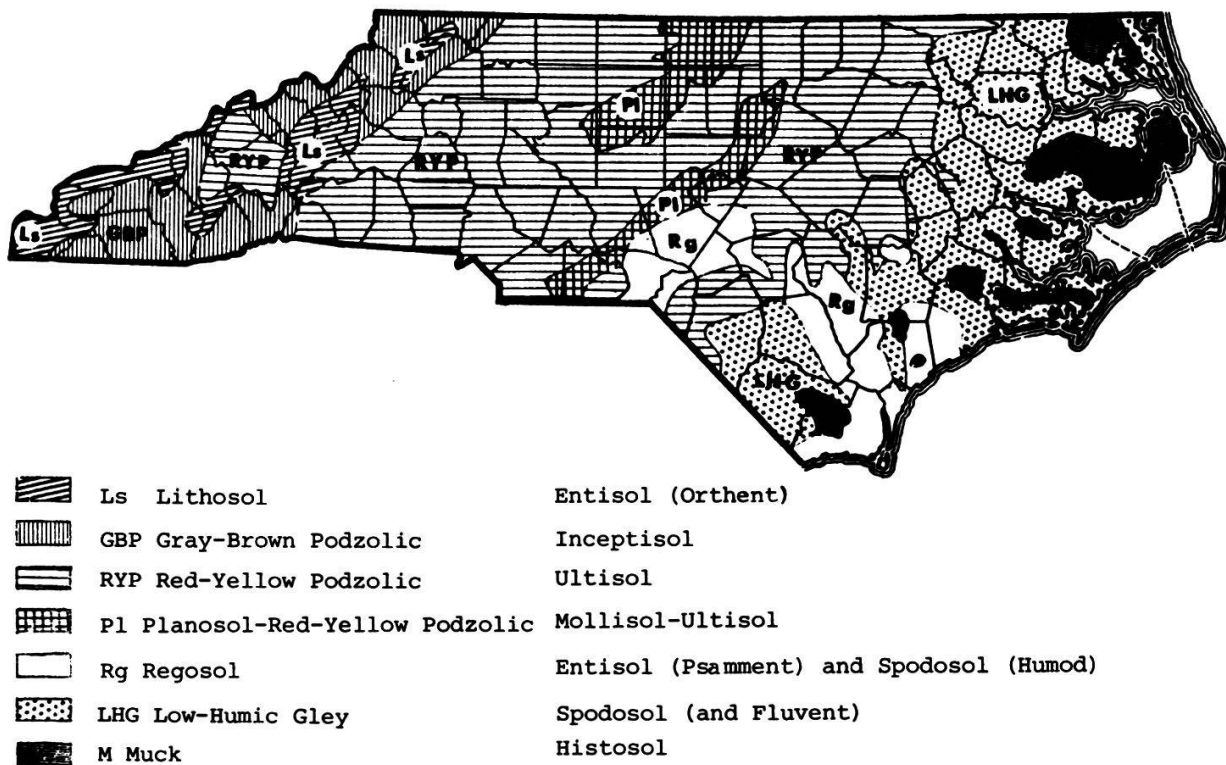 Ls
LHG
Pl
RYP
Ls
RYP
RYP
Pl
Ls
GBP
Rg
Rg
LHG
Ls Lithosol Entisol (Orthent)
GBP Gray-Brown Podzolic Inceptisol
RYP Red-Yellow Podzolic Ultisol
Pl Planosol-Red-Yellow Podzolic Mollisol-Ultisol
Rg Regosol Entisol (Psamment) and Spodosol (Humod)
LHG Low-Humic Gley Spodosol (and Fluvent)
M Muck Histosol